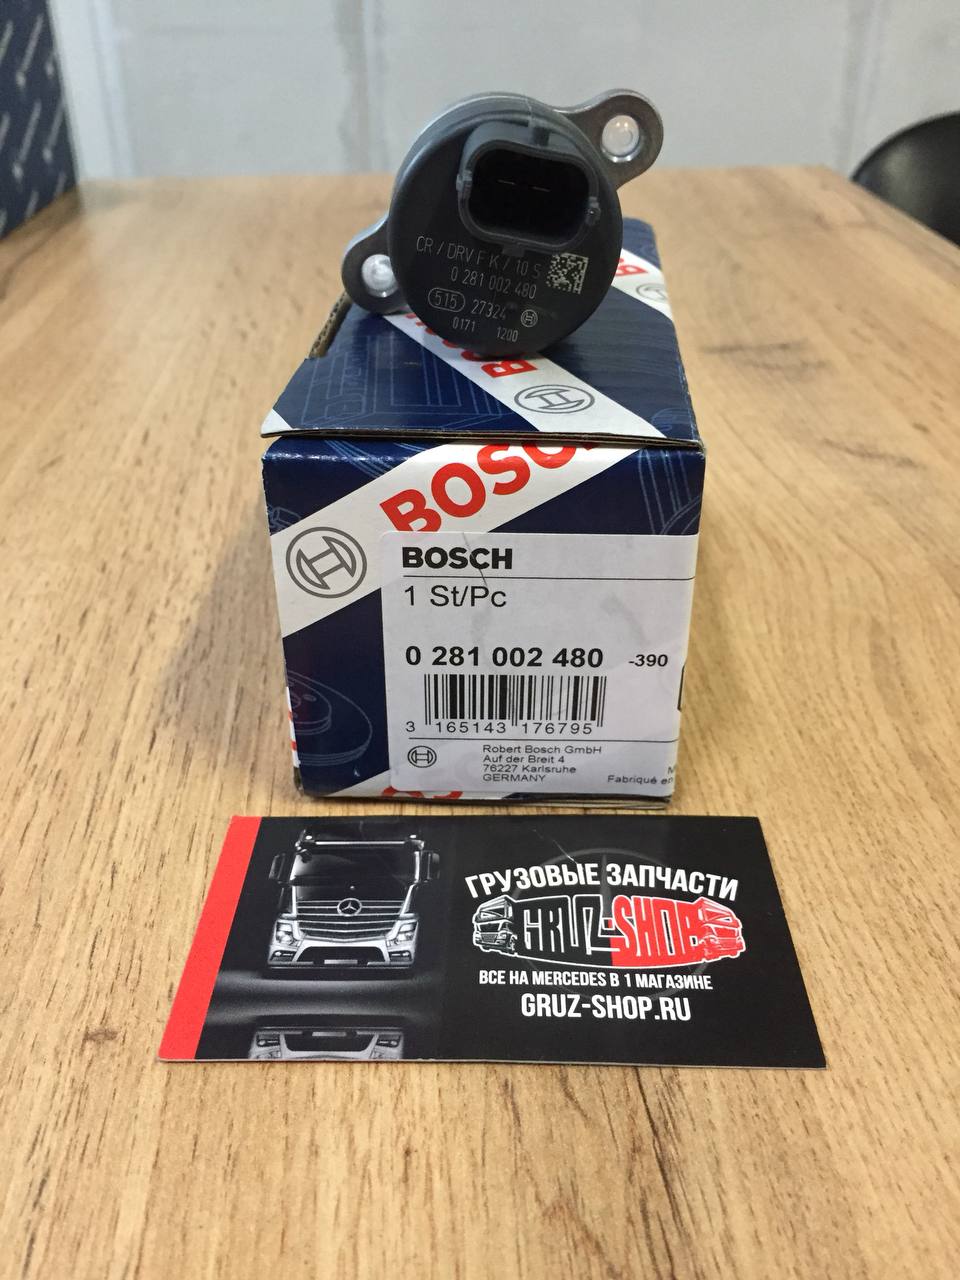 CR / DRV F K / 10 S
0 281 002 480
515 27324
0171 1200
BOSCH
BOSCH
1 St/Pc
0 281 002 480 -390
3 165143 176795
Robert Bosch GmbH
Auf der Breit 4
76227 Karlsruhe
GERMANY
Fabriqué en
ГРУЗОВЫЕ ЗАПЧАСТИ
GRUZ-SHOP
ВСЕ НА MERCEDES В 1 МАГАЗИНЕ
GRUZ-SHOP.RU